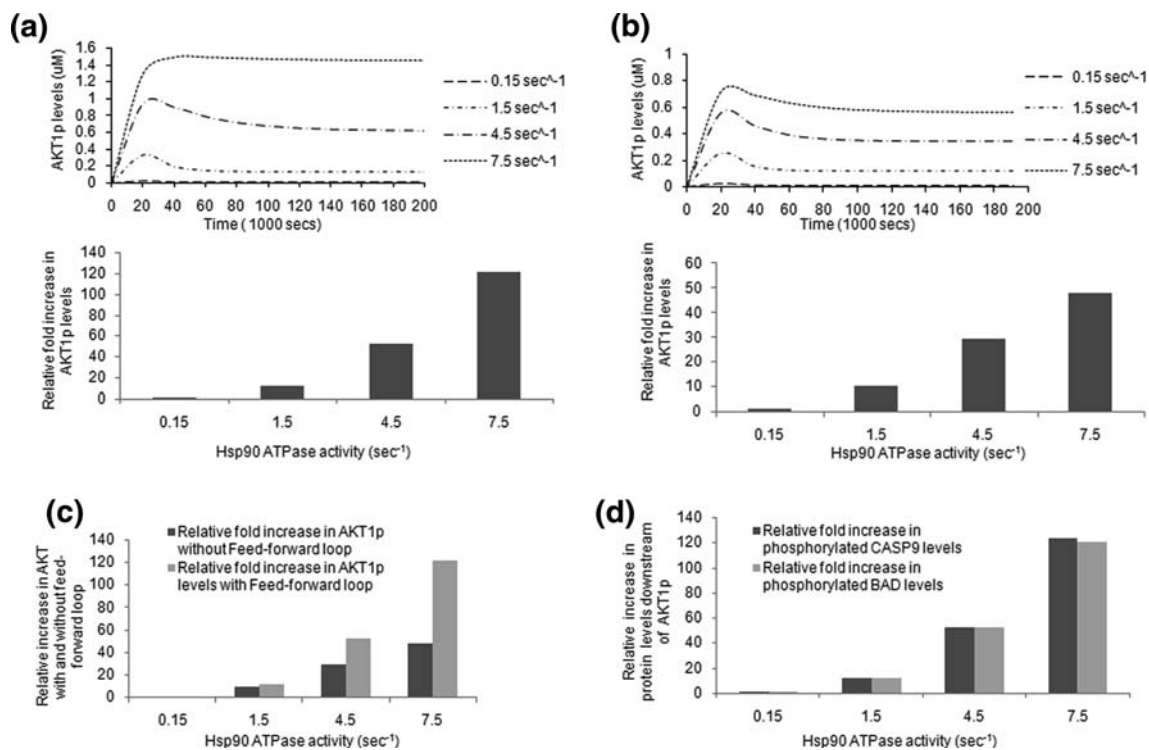 (a)
AKT1p levels (uM)
1.6
1.4
1.2
1
0.8
0.6
0.4
0.2
0
0 20 40 60 80 100 120 140 160 180 200
Time ( 1000 secs)
0.15 sec^-1
1.5 sec^-1
4.5 sec^-1
7.5 sec^-1
Relative fold increase in
AKT1p levels
140
120
100
80
60
40
20
0
0.15 1.5 4.5 7.5
Hsp90 ATPase activity (sec-1)
(b)
AKT1p levels (uM)
1
0.8
0.6
0.4
0.2
0
0 20 40 60 80 100 120 140 160 180 200
Time (1000 secs)
0.15 sec^-1
1.5 sec^-1
4.5 sec^-1
7.5 sec^-1
Relative fold increase in
AKT1p levels
60
50
40
30
20
10
0
0.15 1.5 4.5 7.5
Hsp90 ATPase activity (sec-1)
(c)
Relative increase in AKT
with and without feed-
forward loop
140
120
100
80
60
40
20
0
Relative fold increase in AKT1p
without Feed-forward loop
Relative fold increase in AKT1p
levels with Feed-forward loop
0.15 1.5 4.5 7.5
Hsp90 ATPase activity (sec-1)
(d)
Relative increase in
protein levels downstream
of AKT1p
140
120
100
80
60
40
20
0
Relative fold increase in
phosphorylated CASP9 levels
Relative fold increase in
phosphorylated BAD levels
0.15 1.5 4.5 7.5
Hsp90 ATPase activity (sec-1)